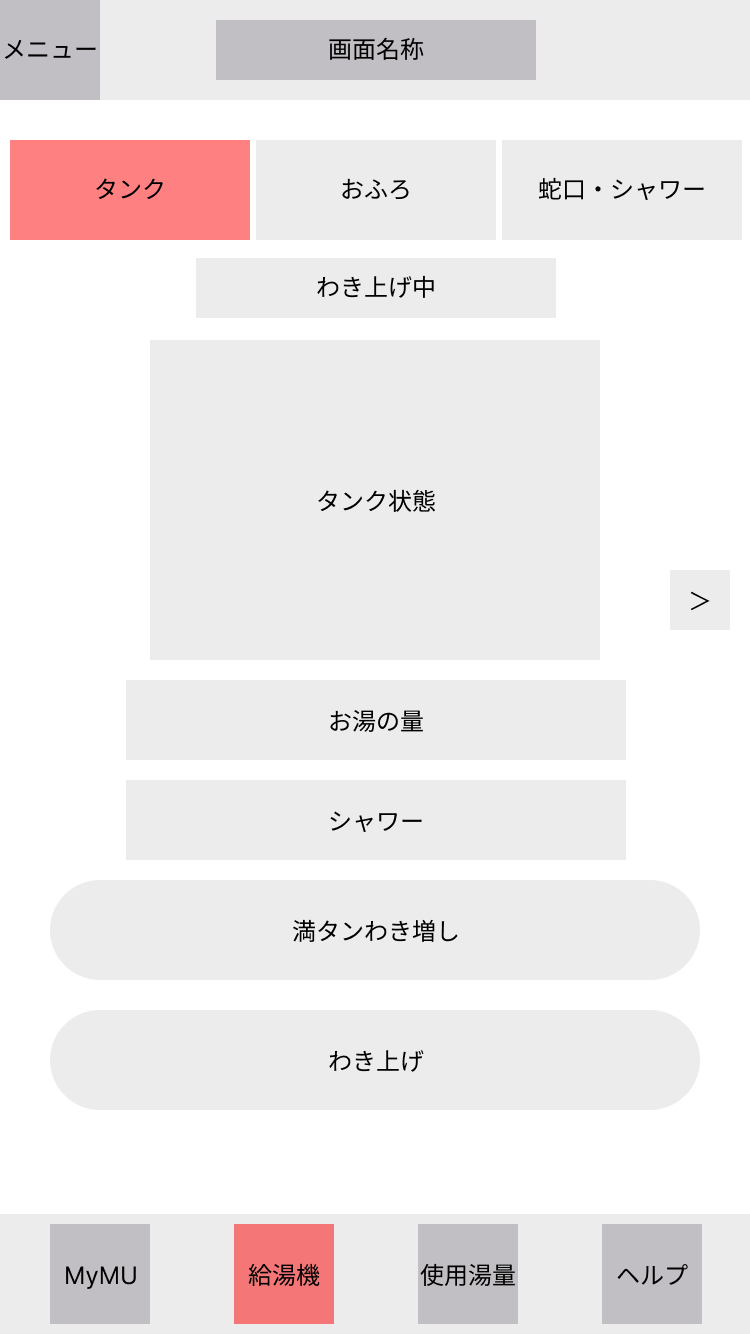 メニュー
画面名称
タンク
おふろ
蛇口・シャワー
わき上げ中
タンク状態
＞
お湯の量
シャワー
満タンわき増し
わき上げ
MyMU
給湯機
使用湯量
ヘルプ